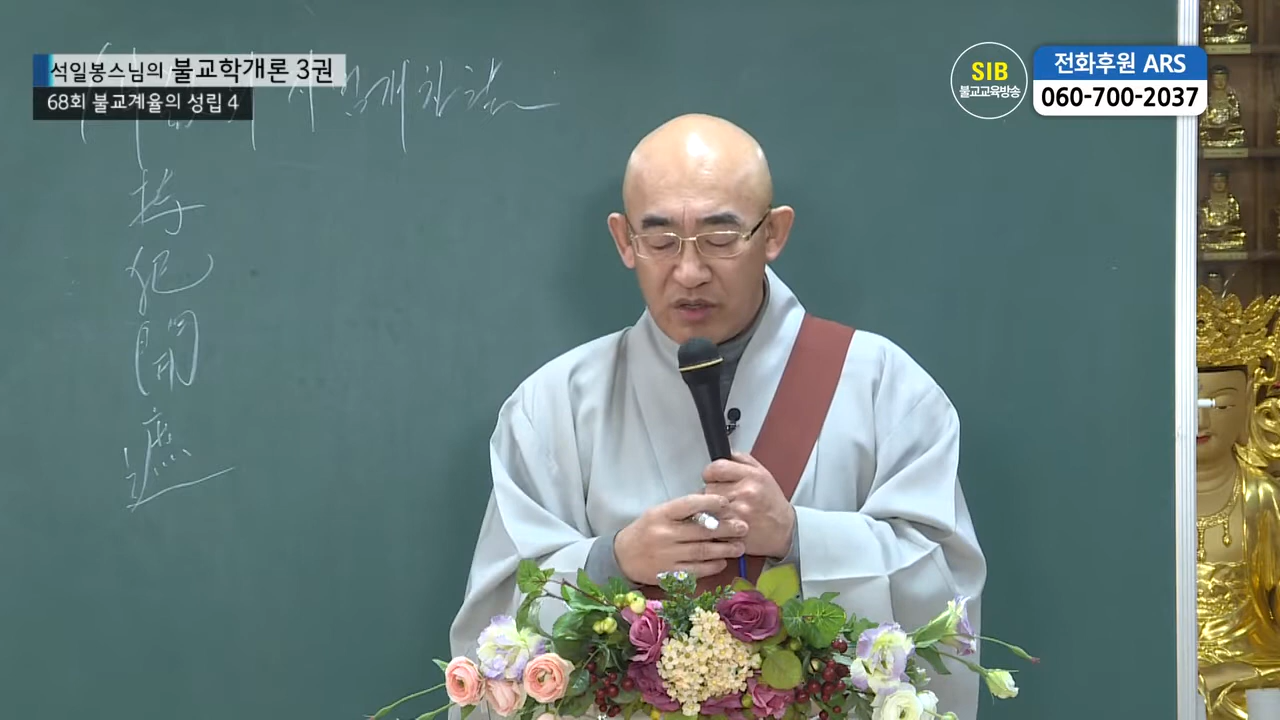 석일봉스님의 불교학개론 3권
68회 불교계율의 성립 4
SIB
불교교육방송
전화후원 ARS
060-700-2037
持
犯
開
遮